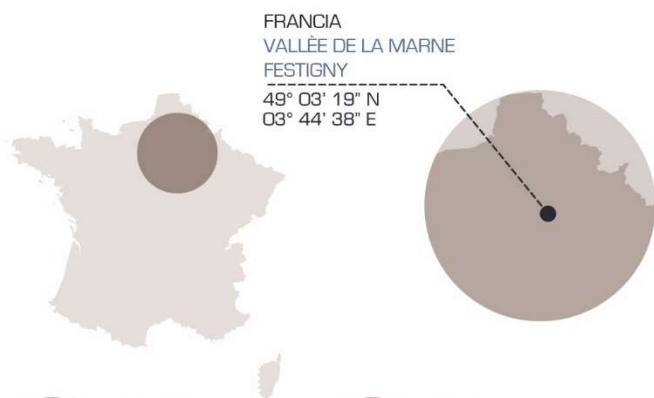 FRANCIA
VALLÈE DE LA MARNE
FESTIGNY
49° 03' 19" N
03° 44' 38" E